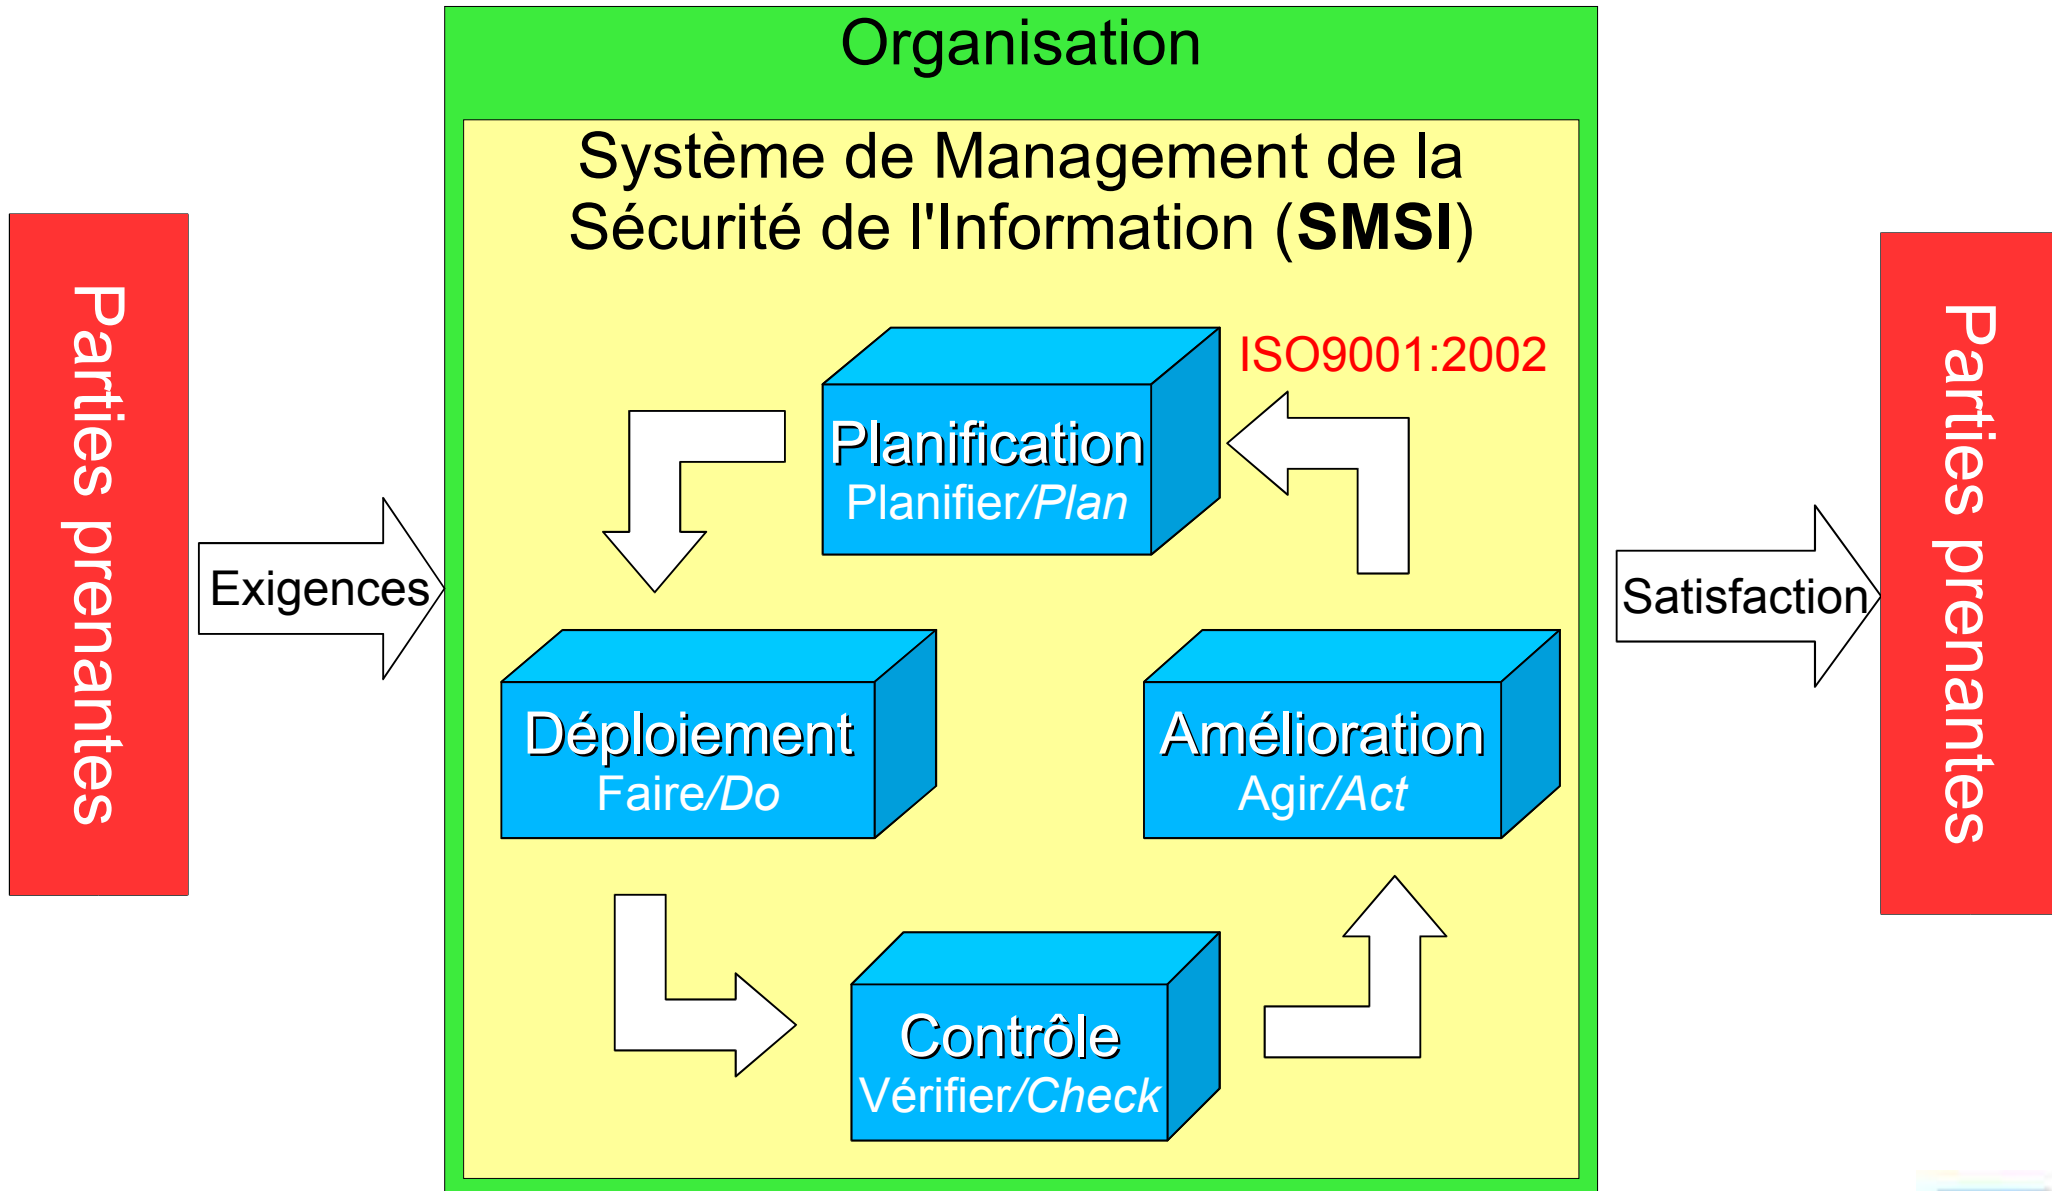 Organisation
Système de Management de la
Sécurité de l'Information (SMSI)
Parties prenantes
Exigences
ISO9001:2002
Planification
Planifier/Plan
Déploiement
Faire/Do
Amélioration
Agir/Act
Contrôle
Vérifier/Check
Satisfaction
Parties prenantes